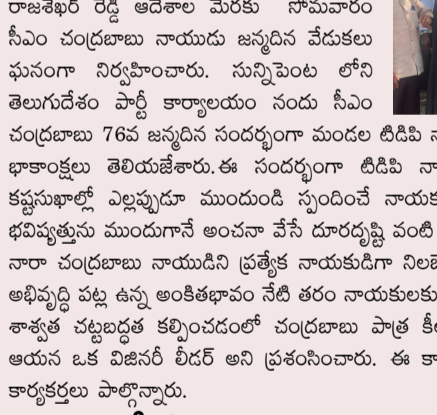 రాజశేఖర్ రెడ్డి ఆదేశాల మేరకు సోమవారం
సీఎం చంద్రబాబు నాయుడు జన్మదిన వేడుకలు
ఘనంగా నిర్వహించారు. సున్నిపెంట లోని
తెలుగుదేశం పార్టీ కార్యాలయం నందు సీఎం
చంద్రబాబు 76వ జన్మదిన సందర్భంగా మండల టిడిపి
భాకాంక్షలు తెలియజేశారు.ఈ సందర్భంగా టిడిపి నా
కష్టసుఖాల్లో ఎల్లప్పుడూ ముందుండి స్పందించే నాయక
భవిష్యత్తును ముందుగానే అంచనా వేసే దూరదృష్టి వంటి
నారా చంద్రబాబు నాయుడిని ప్రత్యేక నాయకుడిగా
అభివృద్ధి పట్ల ఉన్న అంకితభావం నేటి తరం నాయకులకు
శాశ్వత చట్టబద్ధత కల్పించడంలో చంద్రబాబు పాత్ర
ఆయన ఒక విజినరీ లీడర్ అని ప్రశంసించారు. ఈ కా
కార్యకర్తలు పాల్గొన్నారు.